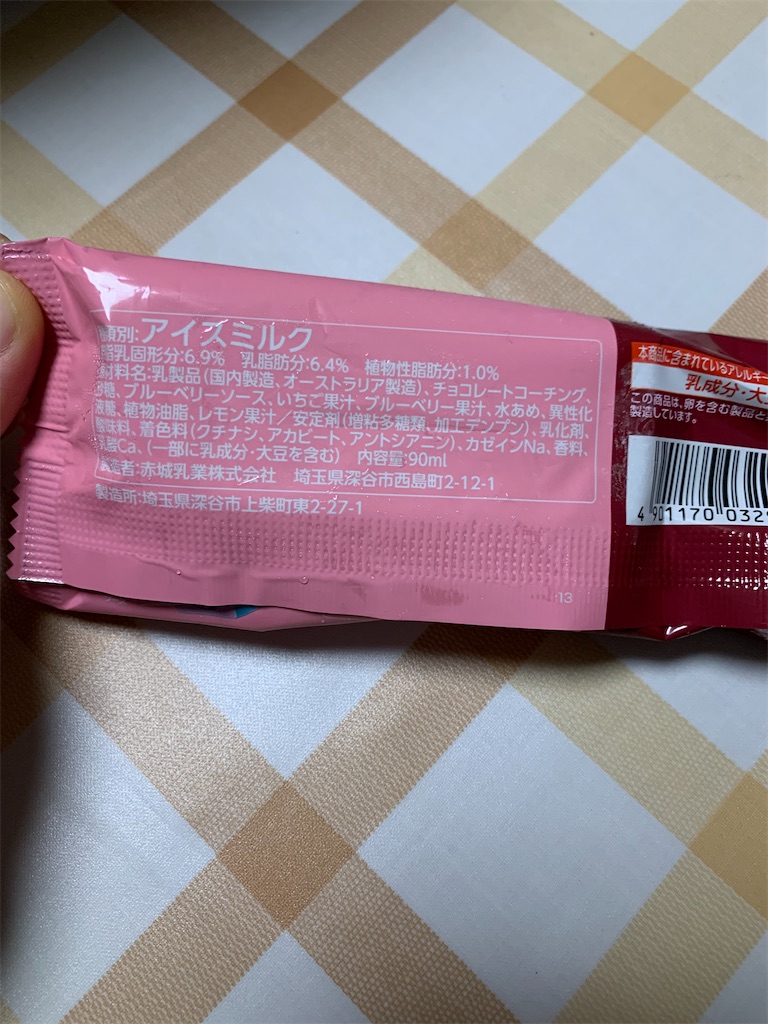 類別:アイスミルク
脂乳固形分:6.9% 乳脂肪分:6.4% 植物性脂肪分:1.0%
材料名:乳製品(国内製造、オーストラリア製造)、チョコレートコーチング、
糖、ブルーベリーソース、いちご果汁、ブルーベリー果汁、水あめ、異性化
液糖、植物油脂、レモン果汁/安定剤(増粘多糖類、加工デンプン)、乳化剤、
酸味料、着色料(クチナシ、アカビート、アントシアニン)、カゼインNa、香料、
乳酸Ca、(一部に乳成分・大豆を含む) 内容量:90ml
造者:赤城乳業株式会社 埼玉県深谷市西島町2-12-1
製造所:埼玉県深谷市上柴町東2-27-1
13
本商品に含まれているアレルギー
乳成分・大
この商品は、卵を含む製品と
製造しています。
4 901170 032